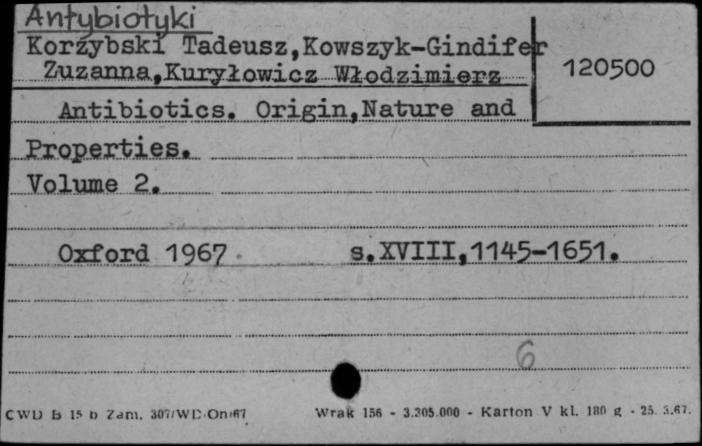 Antybiotyki
Korzybski Tadeusz,Kowszyk-Gindifer
Zuzanna,Kuryłowicz Włodzimierz
120500
Antibiotics. Origin,Nature and
Properties.
Volume 2.
Oxford 1967 s.XVIII,1145-1651.
6
CWD B 15 b Zam. 307/WD-On/67 Wrak 156 - 3.205.000 - Karton V kl. 180 g - 25. 3.67.